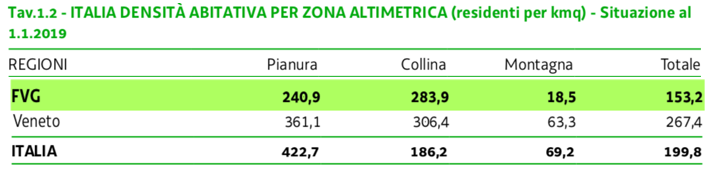 Tav.1.2 - ITALIA DENSITÀ ABITATIVA PER ZONA ALTIMETRICA (residenti per kmq) - Situazione al
1.1.2019
REGIONI Pianura Collina Montagna Totale
FVG 240,9 283,9 18,5 153,2
Veneto 361,1 306,4 63,3 267,4
ITALIA 422,7 186,2 69,2 199,8